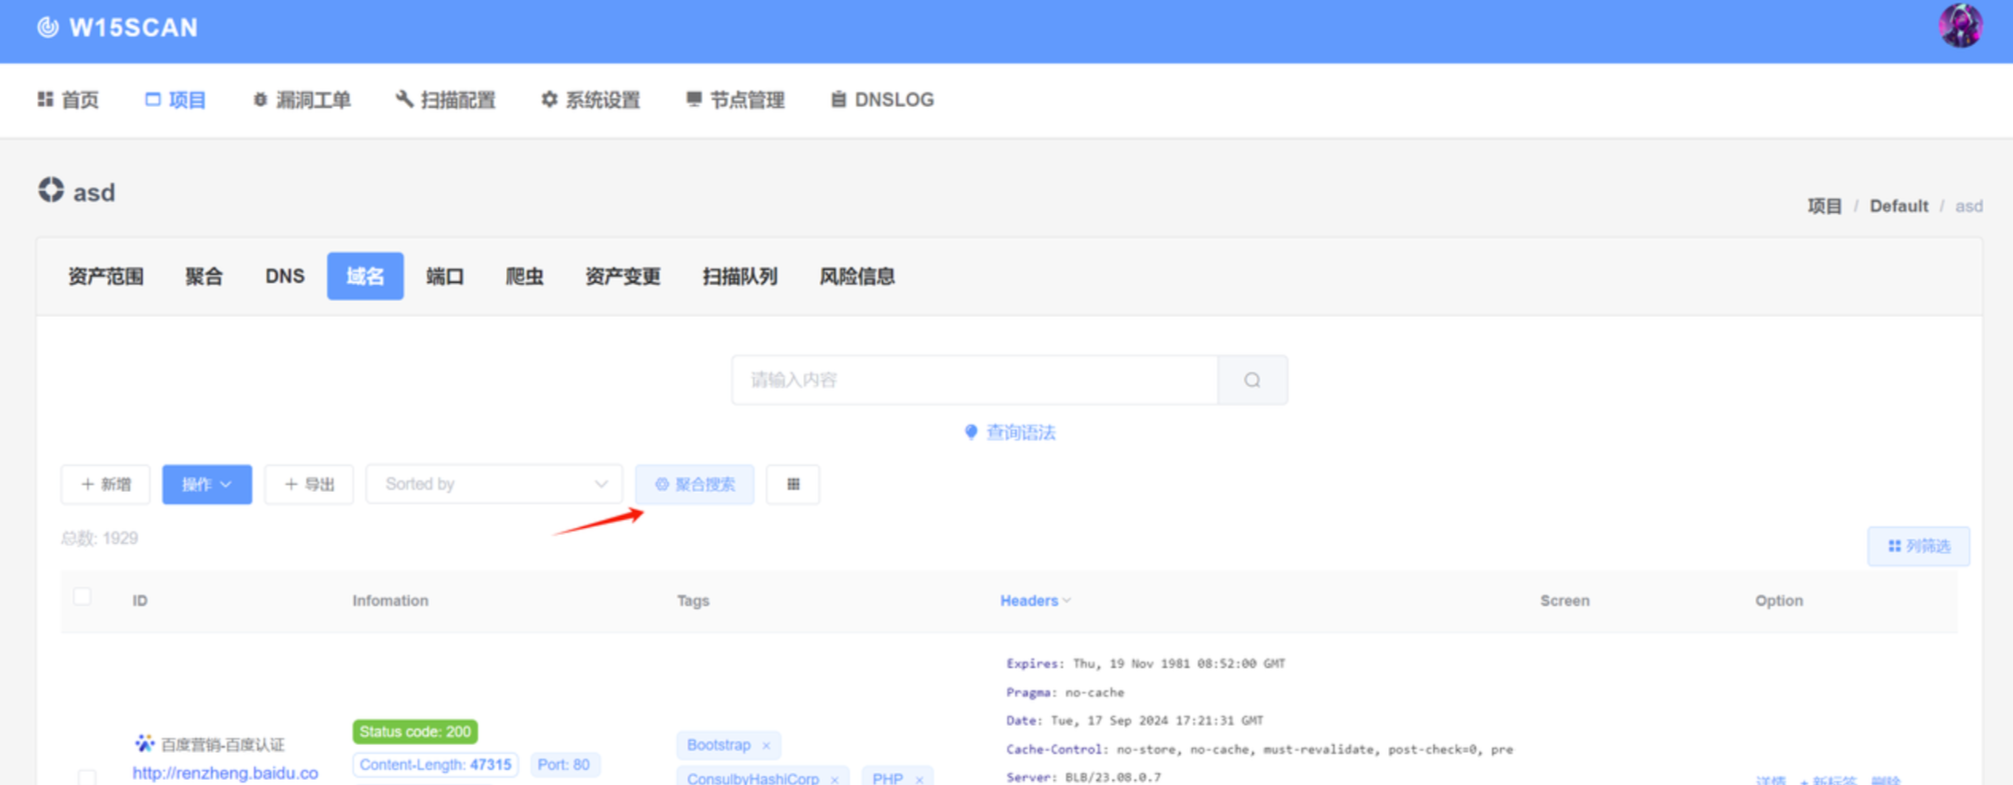 W15SCAN
首页 项目 漏洞工单 扫描配置 系统设置 节点管理 DNSLOG
asd
项目 / Default / asd
资产范围 聚合 DNS 域名 端口 爬虫 资产变更 扫描队列 风险信息
请输入内容
查询语法
+ 新增 操作 + 导出 Sorted by 聚合搜索
总数: 1929
列筛选
ID Infomation Tags Headers Screen Option
Expires: Thu, 19 Nov 1981 08:52:00 GMT
Pragma: no-cache
Date: Tue, 17 Sep 2024 17:21:31 GMT
Status code: 200
百度营销-百度认证 Bootstrap ×
Cache-Control: no-store, no-cache, must-revalidate, post-check=0, pre
Content-Length: 47315 Port: 80
http://renzheng.baidu.co
ConsulbyHashiCorp × PHP ×
Server: BLB/23.08.0.7
详情 + 新标签 删除